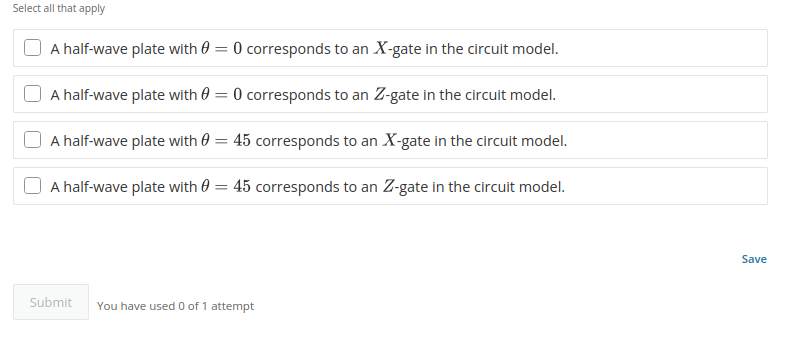 Select all that apply
A half-wave plate with θ = 0 corresponds to an X-gate in the circuit model.
A half-wave plate with θ = 0 corresponds to an Z-gate in the circuit model.
A half-wave plate with θ = 45 corresponds to an X-gate in the circuit model.
A half-wave plate with θ = 45 corresponds to an Z-gate in the circuit model.
Save
Submit
You have used 0 of 1 attempt